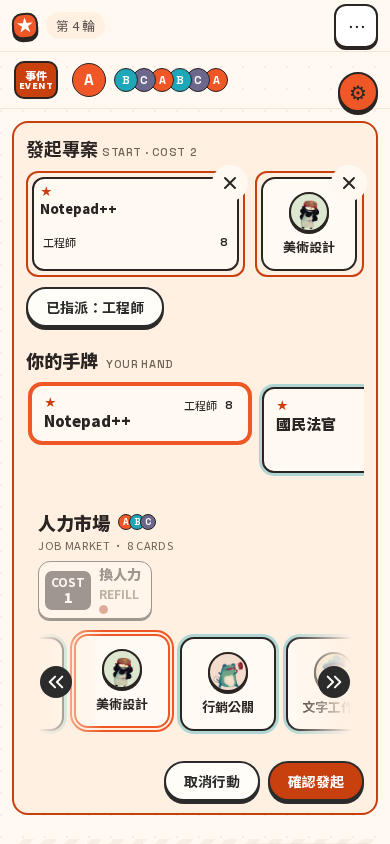 第 4 輪
事件
EVENT
A
B C A B C A
發起專案 START · COST 2
Notepad++
工程師 8
美術設計
已指派：工程師
你的手牌 YOUR HAND
Notepad++
工程師 8
國民法官
人力市場 A B C
JOB MARKET · 8 CARDS
COST
1
換人力
REFILL
美術設計
行銷公關
文字工作
取消行動
確認發起